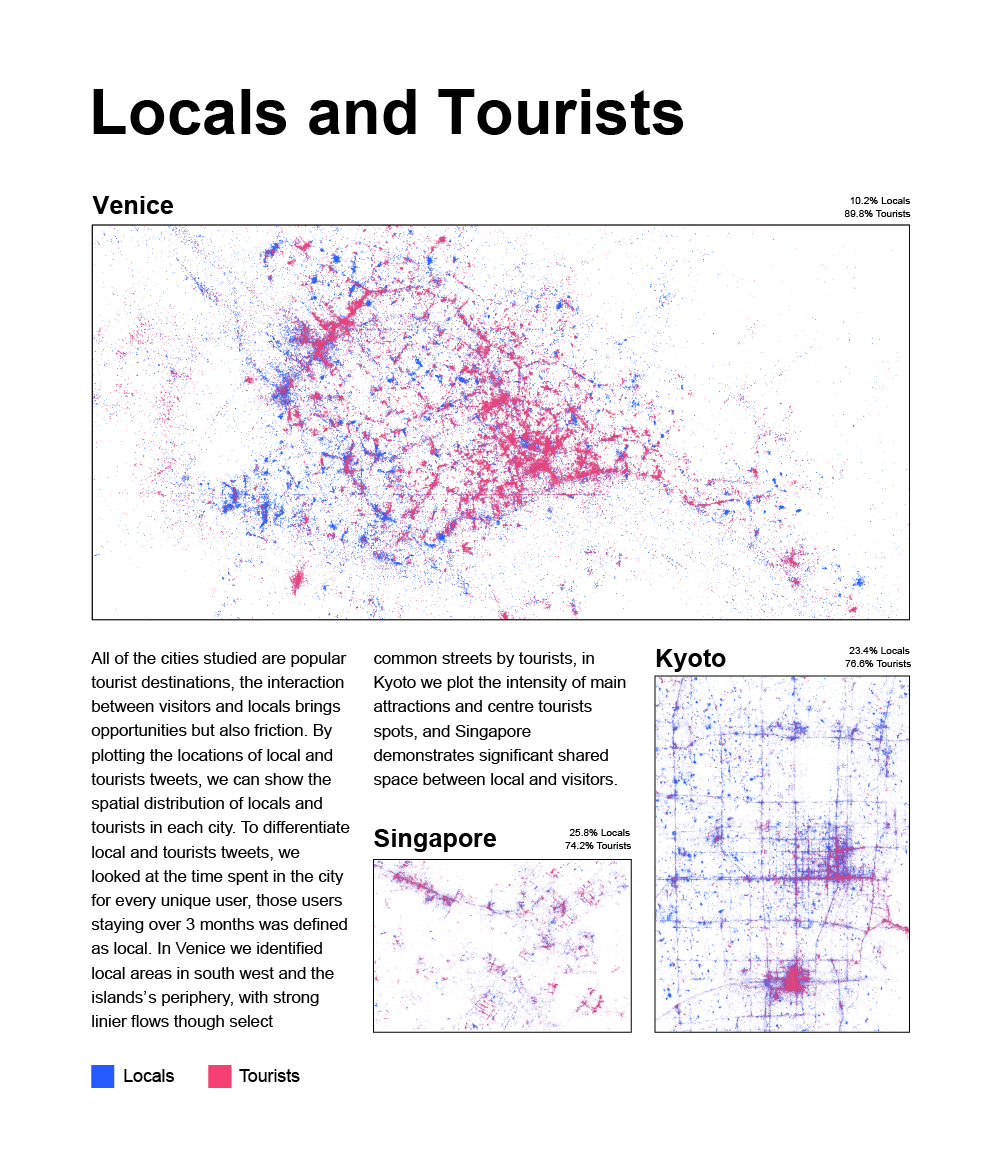 Locals and Tourists
Venice
10.2% Locals
89.8% Tourists
All of the cities studied are popular
tourist destinations, the interaction
between visitors and locals brings
opportunities but also friction. By
plotting the locations of local and
tourists tweets, we can show the
spatial distribution of locals and
tourists in each city. To differentiate
local and tourists tweets, we
looked at the time spent in the city
for every unique user, those users
staying over 3 months was defined
as local. In Venice we identified
local areas in south west and the
islands’s periphery, with strong
linier flows though select
common streets by tourists, in
Kyoto we plot the intensity of main
attractions and centre tourists
spots, and Singapore
demonstrates significant shared
space between local and visitors.
Singapore
25.8% Locals
74.2% Tourists
Kyoto
23.4% Locals
76.6% Tourists
Locals
Tourists